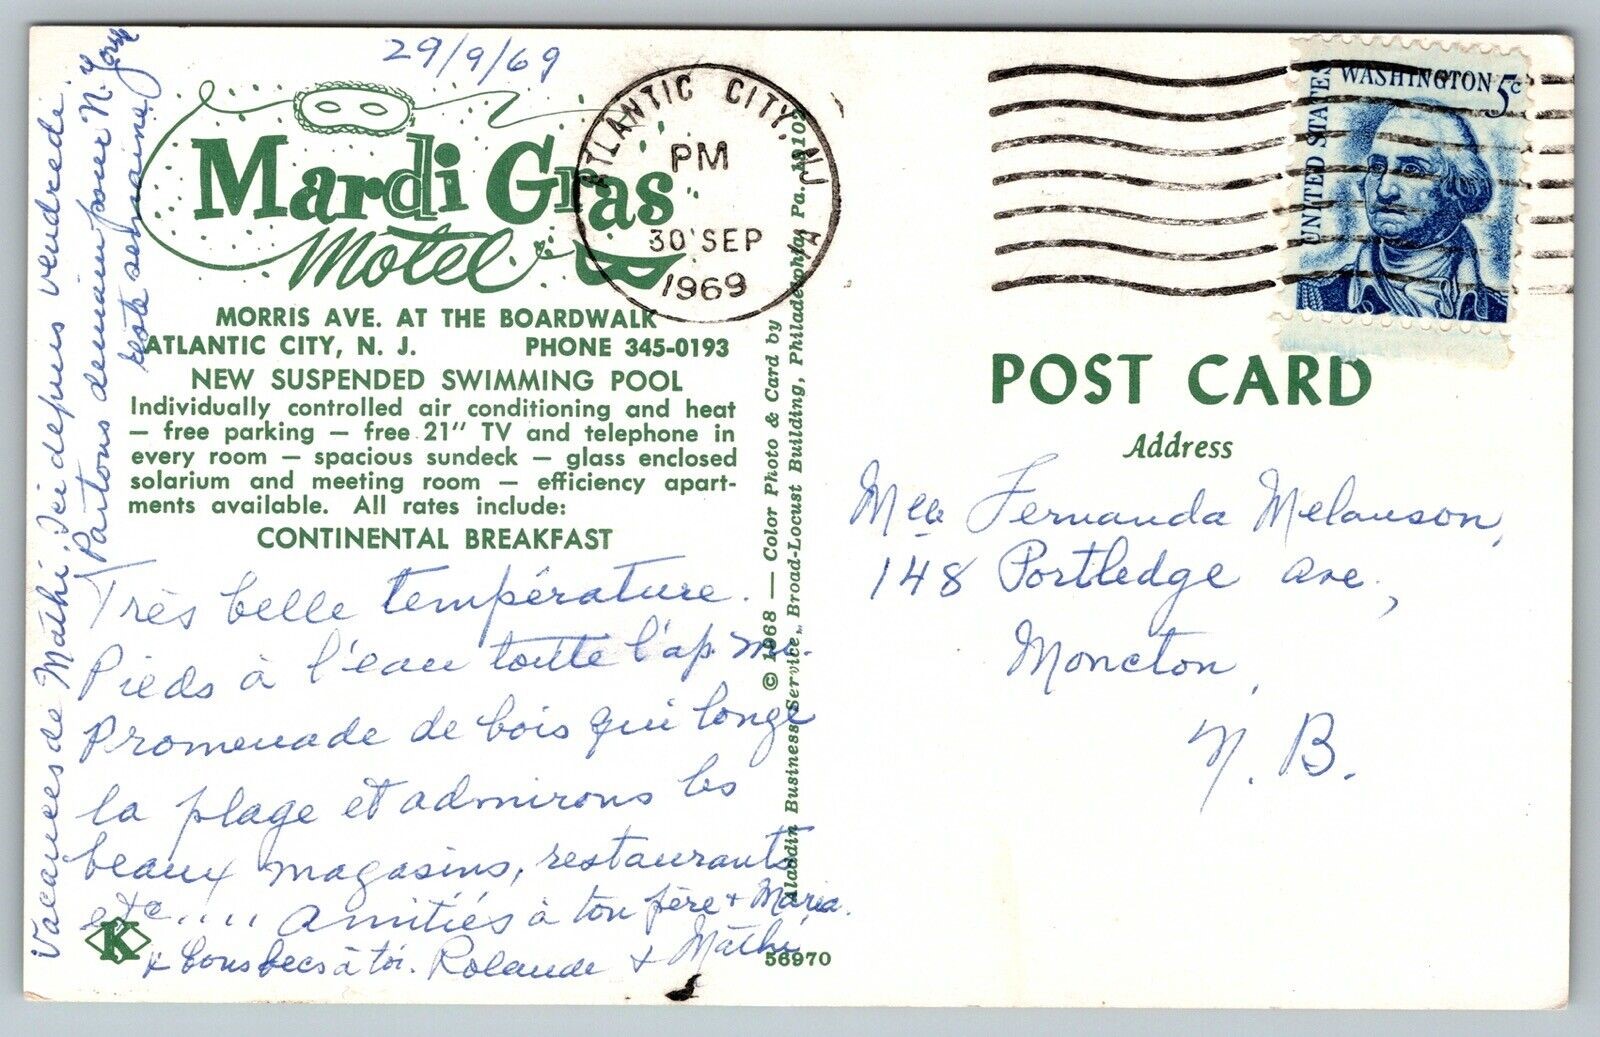 29/9/69
Mardi Gras
Motel
MORRIS AVE. AT THE BOARDWALK
ATLANTIC CITY, N. J. PHONE 345-0193
NEW SUSPENDED SWIMMING POOL
Individually controlled air conditioning and heat
— free parking — free 21" TV and telephone in
every room — spacious sundeck — glass enclosed
solarium and meeting room — efficiency apart-
ments available. All rates include:
CONTINENTAL BREAKFAST
Très belle température.
Pieds à l'eau toute l'ap. mi.
Promenade de bois qui longe
la plage et admirons les
beaux magasins, restaurants
etc..... Amitiés à ton père + Maria.
+ bons becs à toi. Rolande + Mathé
Vacances de Mathé. Ici depuis vendredi.
Partons demain pour N. York
reste semaine.
K
56970
© 1968 — Color Photo & Card by
Aladdin Business Service, Broad-Locust Building, Philadelphia, Pa. 19102
ATLANTIC CITY, NJ
PM
30 SEP
1969
A
UNITED STATES
WASHINGTON 5c
POST CARD
Address
Mlle Fernanda Melanson,
148 Portledge Ave.,
Moncton,
N. B.